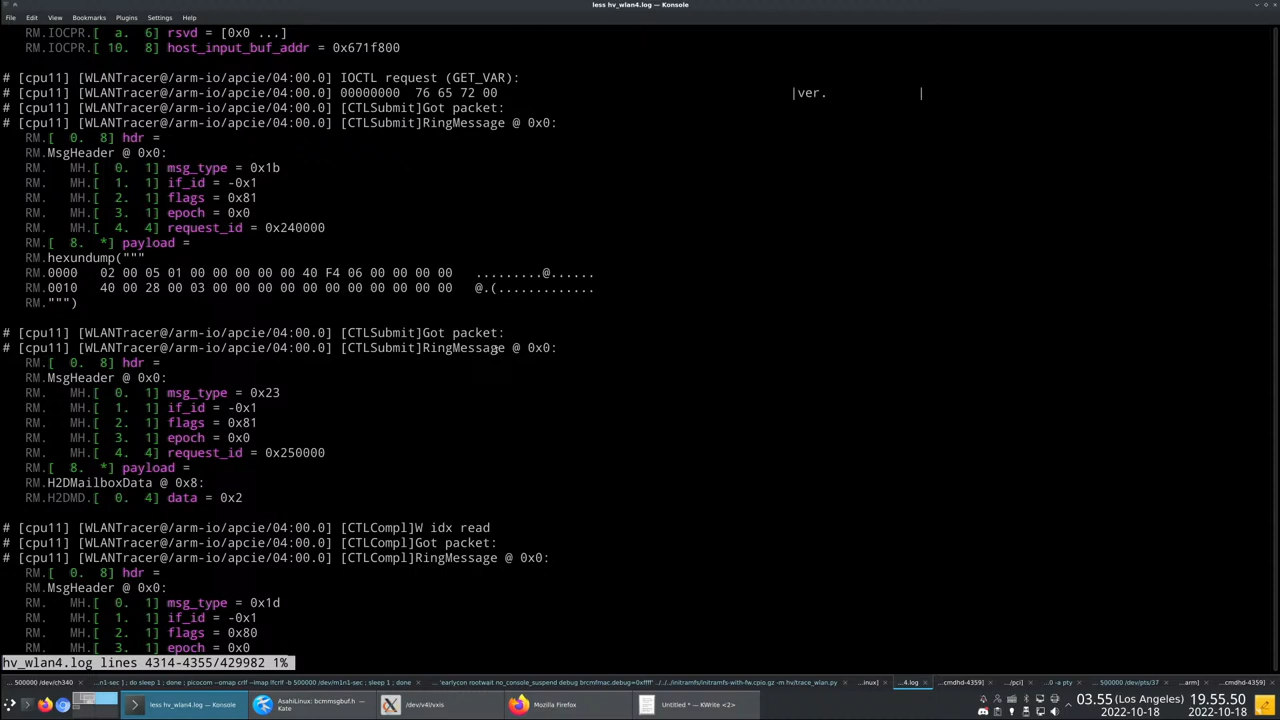 less hv_wlan4.log — Konsole
File Edit View Bookmarks Plugins Settings Help
RM.IOCPR.[ a. 6] rsvd = [0x0 ...]
RM.IOCPR.[ 10. 8] host_input_buf_addr = 0x671f800
# [cpu11] [WLANTracer@/arm-io/apcie/04:00.0] IOCTL request (GET_VAR):
# [cpu11] [WLANTracer@/arm-io/apcie/04:00.0] 00000000 76 65 72 00 |ver. |
# [cpu11] [WLANTracer@/arm-io/apcie/04:00.0] [CTLSubmit]Got packet:
# [cpu11] [WLANTracer@/arm-io/apcie/04:00.0] [CTLSubmit]RingMessage @ 0x0:
RM.[ 0. 8] hdr =
RM.MsgHeader @ 0x0:
RM. MH.[ 0. 1] msg_type = 0x1b
RM. MH.[ 1. 1] if_id = -0x1
RM. MH.[ 2. 1] flags = 0x81
RM. MH.[ 3. 1] epoch = 0x0
RM. MH.[ 4. 4] request_id = 0x240000
RM.[ 8. *] payload =
RM.hexundump("""
RM.0000 02 00 05 01 00 00 00 00 00 40 F4 06 00 00 00 00 .........@......
RM.0010 40 00 28 00 03 00 00 00 00 00 00 00 00 00 00 00 @.(.............
RM.""")
# [cpu11] [WLANTracer@/arm-io/apcie/04:00.0] [CTLSubmit]Got packet:
# [cpu11] [WLANTracer@/arm-io/apcie/04:00.0] [CTLSubmit]RingMessage @ 0x0:
RM.[ 0. 8] hdr =
RM.MsgHeader @ 0x0:
RM. MH.[ 0. 1] msg_type = 0x23
RM. MH.[ 1. 1] if_id = -0x1
RM. MH.[ 2. 1] flags = 0x81
RM. MH.[ 3. 1] epoch = 0x0
RM. MH.[ 4. 4] request_id = 0x250000
RM.[ 8. *] payload =
RM.H2DMailboxData @ 0x8:
RM.H2DMD.[ 0. 4] data = 0x2
# [cpu11] [WLANTracer@/arm-io/apcie/04:00.0] [CTLCompl]W idx read
# [cpu11] [WLANTracer@/arm-io/apcie/04:00.0] [CTLCompl]Got packet:
# [cpu11] [WLANTracer@/arm-io/apcie/04:00.0] [CTLCompl]RingMessage @ 0x0:
RM.[ 0. 8] hdr =
RM.MsgHeader @ 0x0:
RM. MH.[ 0. 1] msg_type = 0x1d
RM. MH.[ 1. 1] if_id = -0x1
RM. MH.[ 2. 1] flags = 0x80
RM. MH.[ 3. 1] epoch = 0x0
hv_wlan4.log lines 4314-4355/429982 1%
... 500000 /dev/ch340 ...n1-sec ] ; do sleep 1 ; done ; picocom --omap crlf --imap lfcrlf -b 500000 /dev/m1n1-sec ; sleep 1 ; done 'earlycon rootwait no_console_suspend debug brcmfmac.debug=0xffff' ../../../initramfs/initramfs-with-fw.cpio.gz -m hv/trace_wlan.py ...inux] ...4.log ...cmdhd-4359] .../pci] ...0 -a pty ... 500000 /dev/pts/37 ...cmdhd-4359] ...cmdhd-1241]
less hv_wlan4.log — Konsole
AsahiLinux: bcmmsgbuf.h — Kate
/dev/v4l/vxis
Mozilla Firefox
Untitled * — KWrite <2>
03.55 (Los Angeles) 19.55.50
2022-10-18 2022-10-18